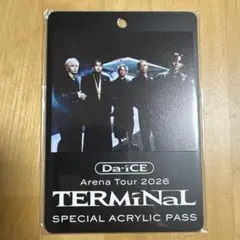 Da-iCE
Arena Tour 2026
TERMiNaL
SPECIAL ACRYLIC PASS